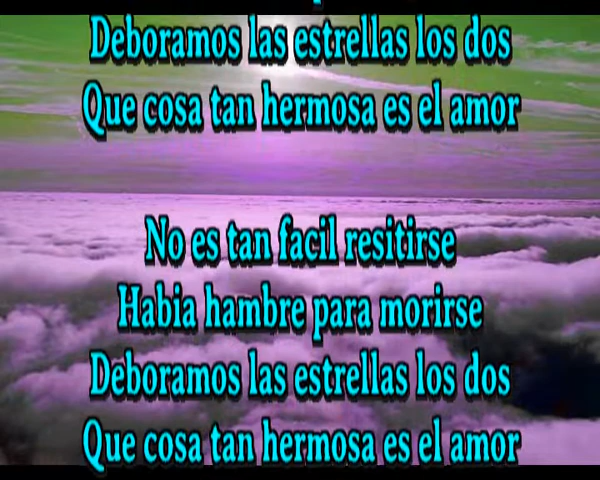 Deboramos las estrellas los dos
Que cosa tan hermosa es el amor
No es tan facil resitirse
Habia hambre para morirse
Deboramos las estrellas los dos
Que cosa tan hermosa es el amor